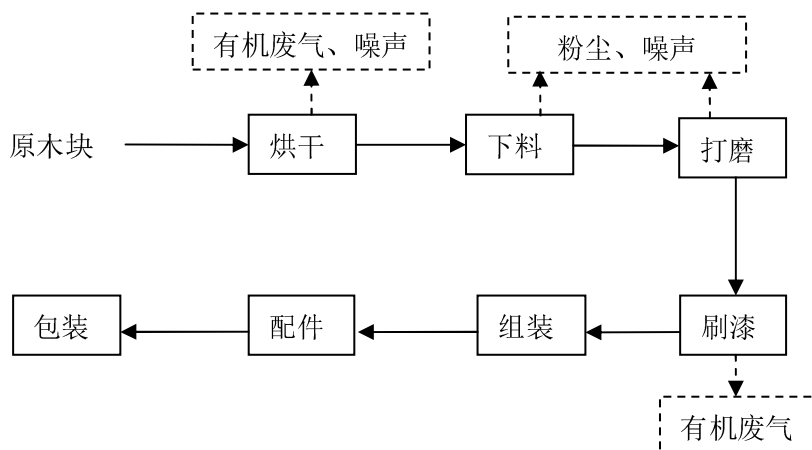 有机废气、噪声
粉尘、噪声
原木块
烘干
下料
打磨
包装
配件
组装
刷漆
有机废气